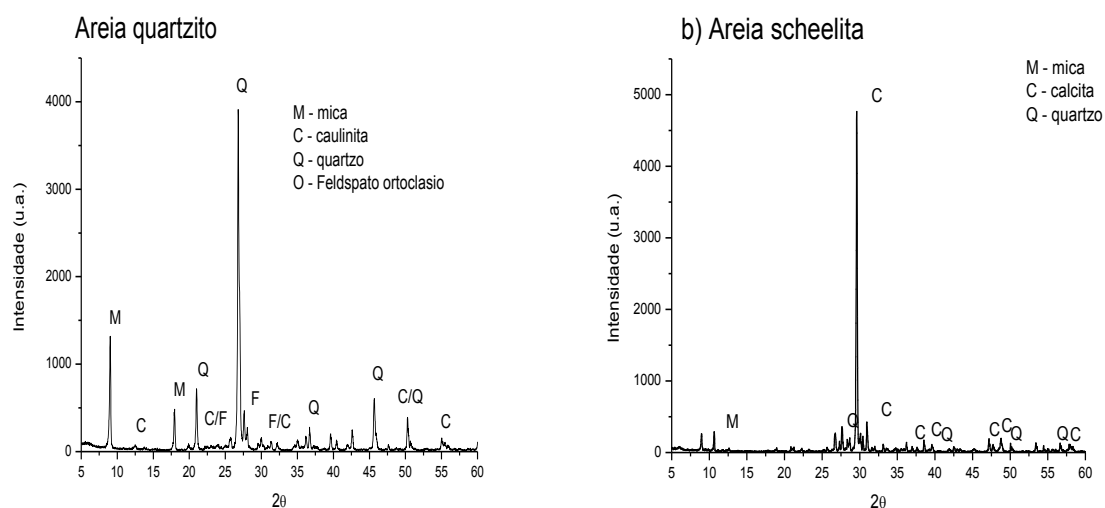 Areia quartzito
Intensidade (u.a.)
4000
3000
2000
1000
0
5 10 15 20 25 30 35 40 45 50 55 60
2θ
M - mica
C - caulinita
Q - quartzo
O - Feldspato ortoclasio
M
C
M
Q
C/F
Q
F
F/C
Q
Q
C/Q
C
b) Areia scheelita
Intensidade (u.a.)
5000
4000
3000
2000
1000
0
5 10 15 20 25 30 35 40 45 50 55 60
2θ
M - mica
C - calcita
Q - quartzo
M
Q
C
C
C
C
Q
C
C
Q
Q
C